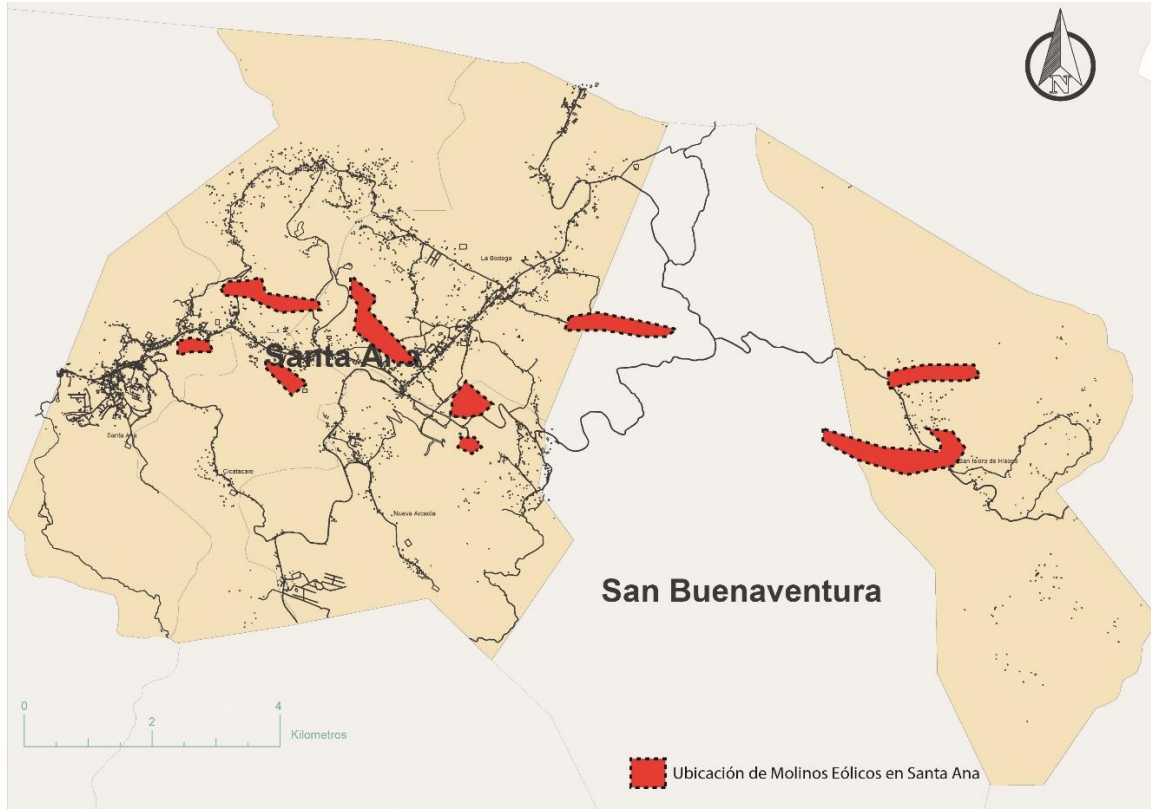 N
La Bodega
Santa Ana
Santa Ana
San Isidro de Hisopo
Cicatacare
Nueva Arcadia
San Buenaventura
0
4
2
Kilometros
Ubicación de Molinos Eólicos en Santa Ana